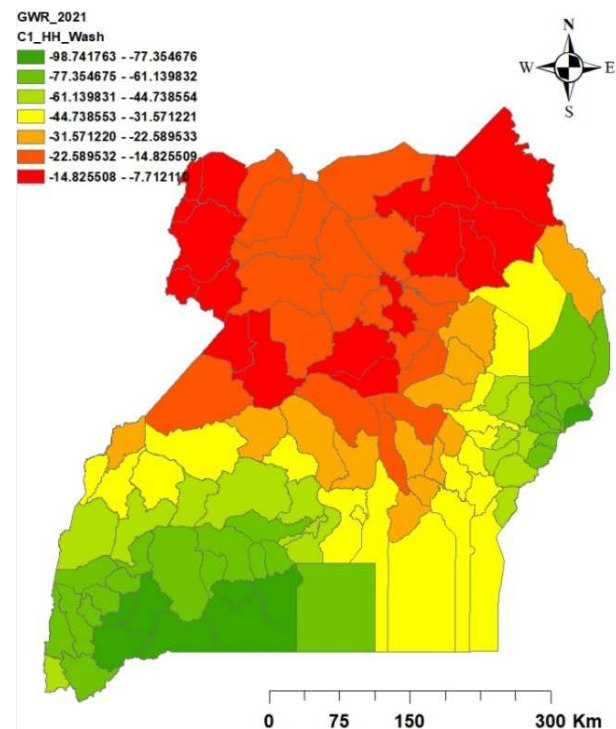 GWR_2021
C1_HH_Wash
-98.741763 - -77.354676
-77.354675 - -61.139832
-61.139831 - -44.738554
-44.738553 - -31.571221
-31.571220 - -22.589533
-22.589532 - -14.825509
-14.825508 - -7.712110
N
W E
S
0 75 150 300 Km